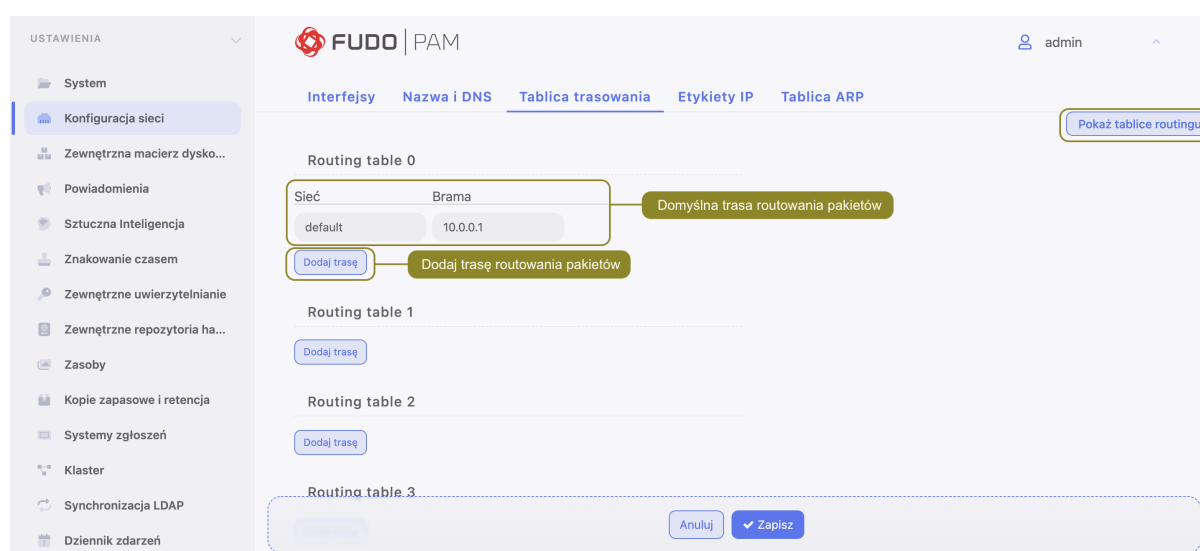 USTAWIENIA
System
Konfiguracja sieci
Zewnętrzna macierz dysko...
Powiadomienia
Sztuczna Inteligencja
Znakowanie czasem
Zewnętrzne uwierzytelnianie
Zewnętrzne repozytoria ha...
Zasoby
Kopie zapasowe i retencja
Systemy zgłoszeń
Klaster
Synchronizacja LDAP
Dziennik zdarzeń
FUDO PAM
admin
Interfejsy Nazwa i DNS Tablica trasowania Etykiety IP Tablica ARP
Pokaż tablice routingu
Routing table 0
Sieć Brama
default 10.0.0.1
Domyślna trasa routowania pakietów
Dodaj trasę
Dodaj trasę routowania pakietów
Routing table 1
Dodaj trasę
Routing table 2
Dodaj trasę
Routing table 3
Anuluj Zapisz